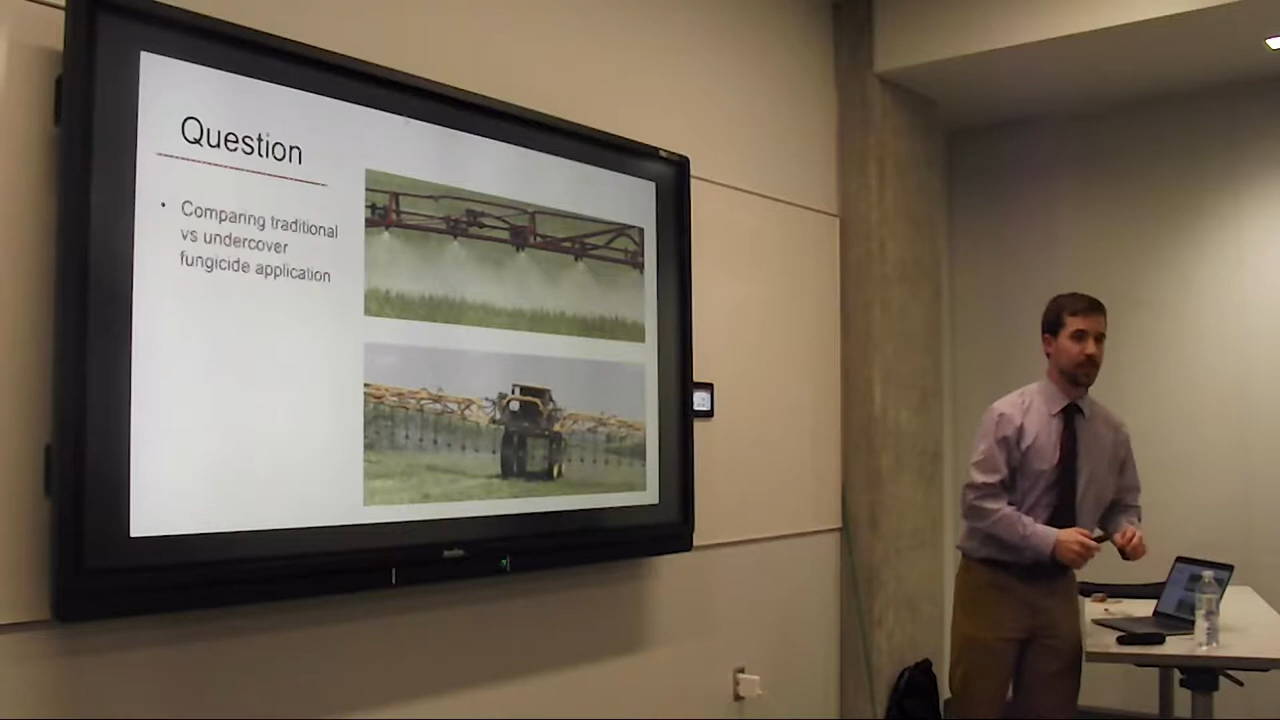 Question
• Comparing traditional
vs undercover
fungicide application